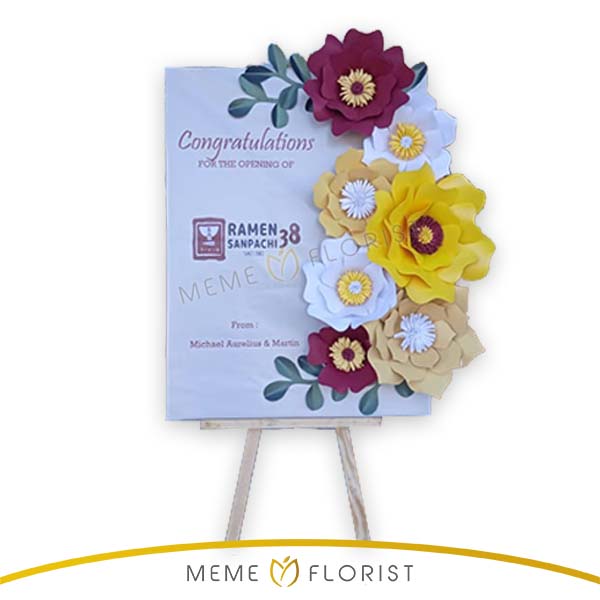 Congratulations
FOR THE OPENING OF
RAMEN
SANPACHI 38
MEME FLORIST
From :
Michael Aurelius & Martin
MEME FLORIST